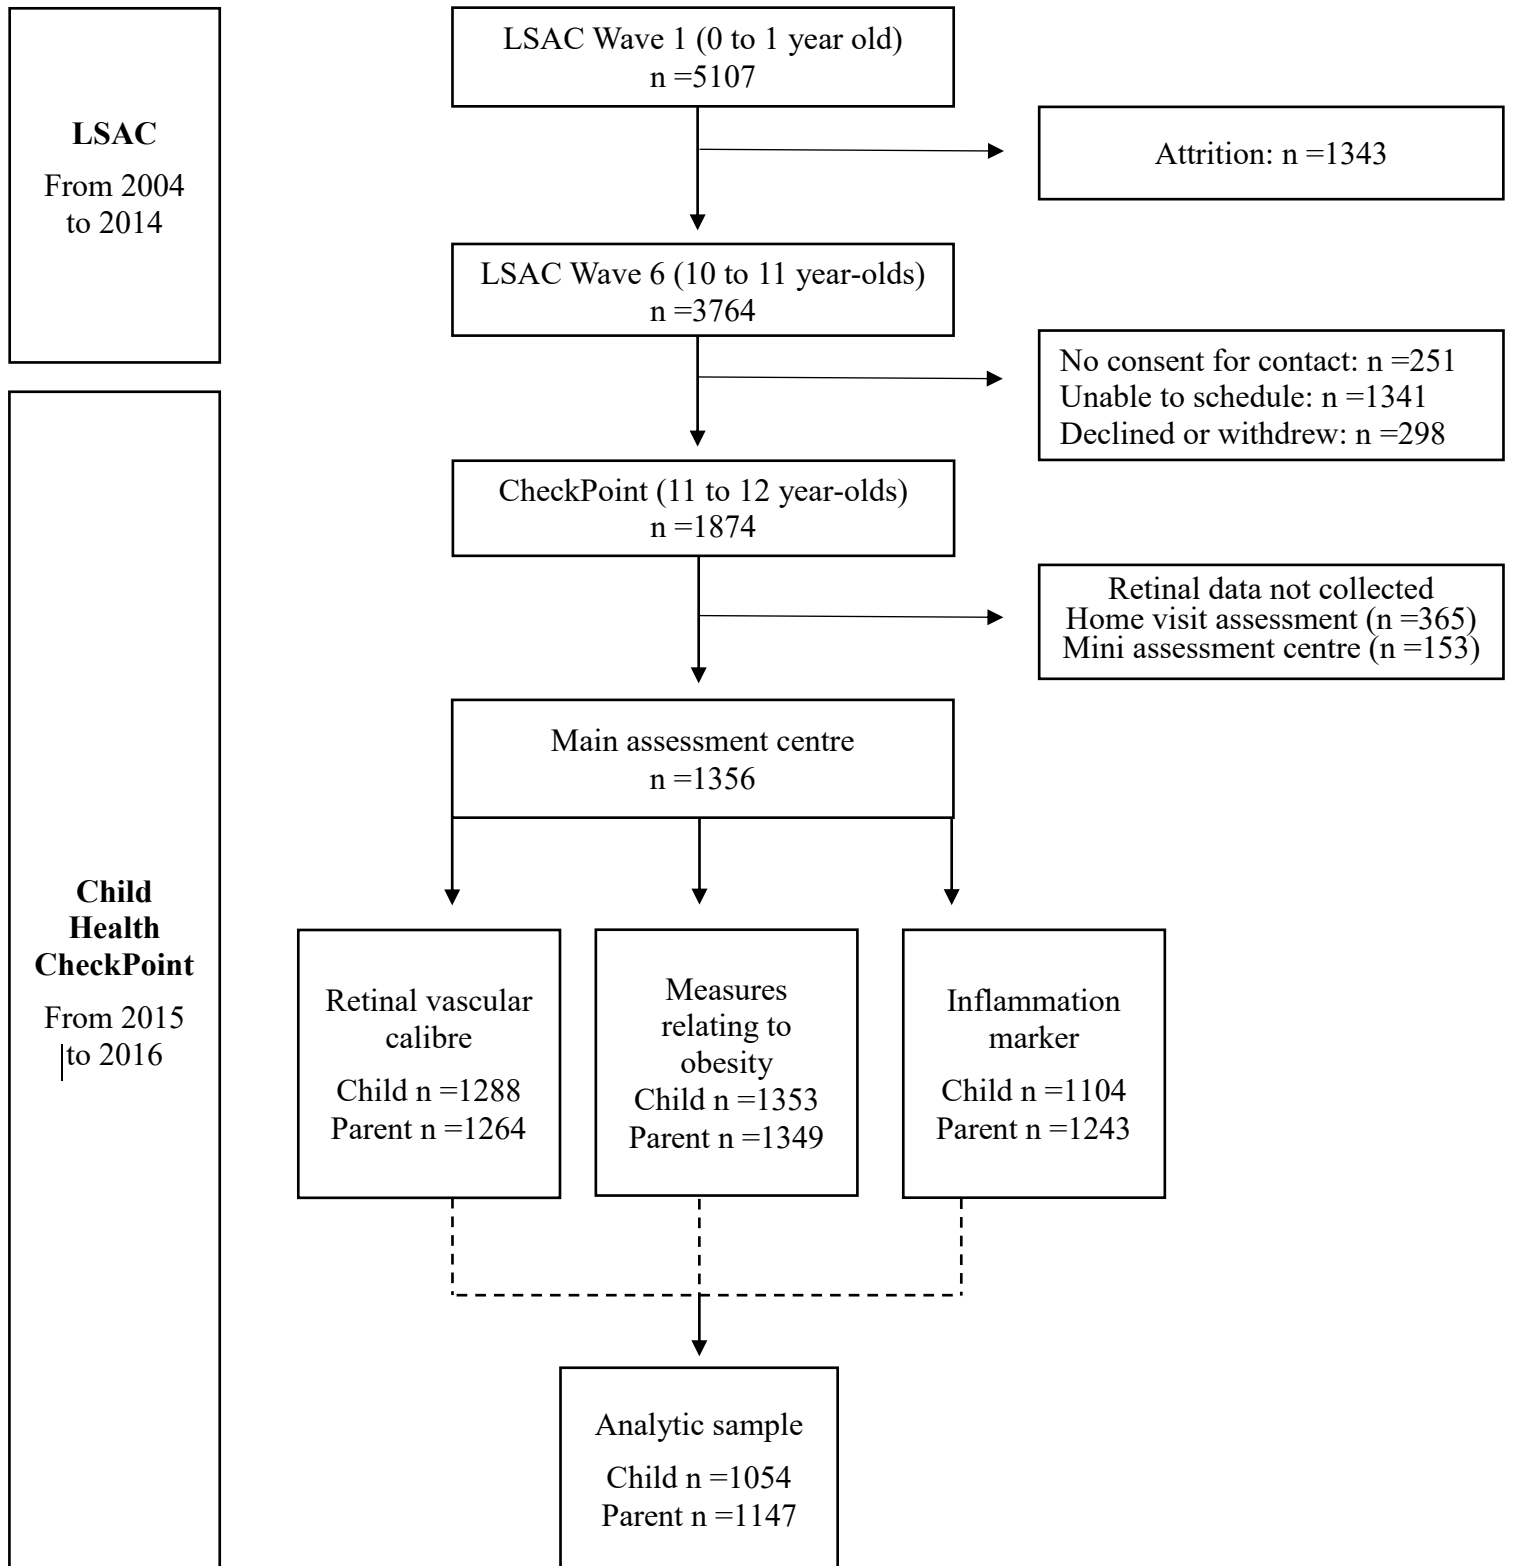 LSAC
From 2004
to 2014
LSAC Wave 1 (0 to 1 year old)
n =5107
Attrition: n =1343
LSAC Wave 6 (10 to 11 year-olds)
n =3764
No consent for contact: n =251
Unable to schedule: n =1341
Declined or withdrew: n =298
Child
Health
CheckPoint
From 2015
to 2016
CheckPoint (11 to 12 year-olds)
n =1874
Retinal data not collected
Home visit assessment (n =365)
Mini assessment centre (n =153)
Main assessment centre
n =1356
Retinal vascular
calibre
Child n =1288
Parent n =1264
Measures
relating to
obesity
Child n =1353
Parent n =1349
Inflammation
marker
Child n =1104
Parent n =1243
Analytic sample
Child n =1054
Parent n =1147